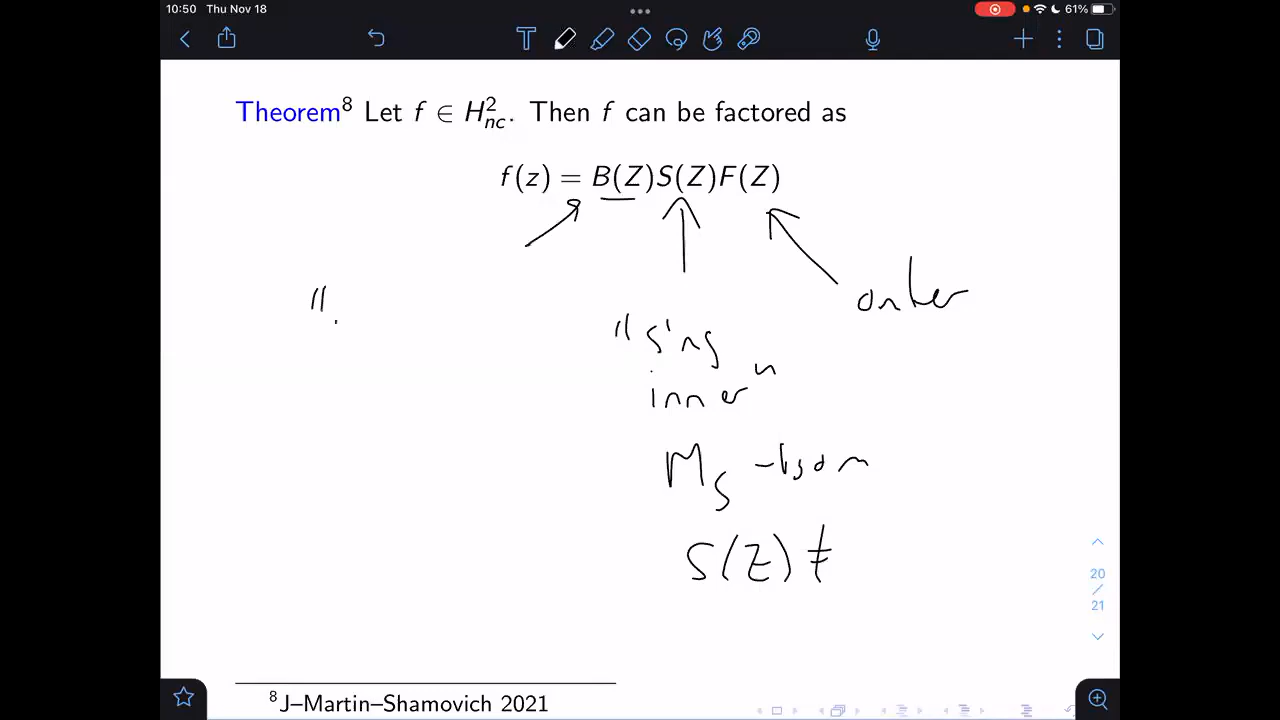 10:50 Thu Nov 18
61%
T
Theorem⁸ Let f ∈ H²nc. Then f can be factored as
f(z) = B(Z)S(Z)F(Z)
outer
"
"sing
inner"
M_S - isom
S(Z) ≠
20
/
21
⁸J–Martin–Shamovich 2021